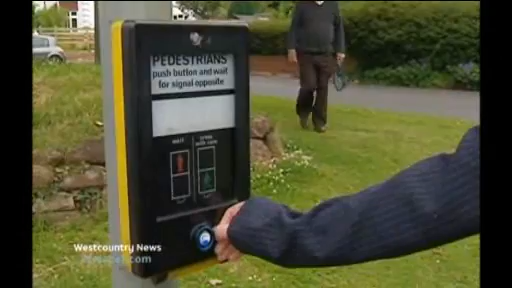 PEDESTRIANS
push button and wait
for signal opposite
WAIT
Westcountry News